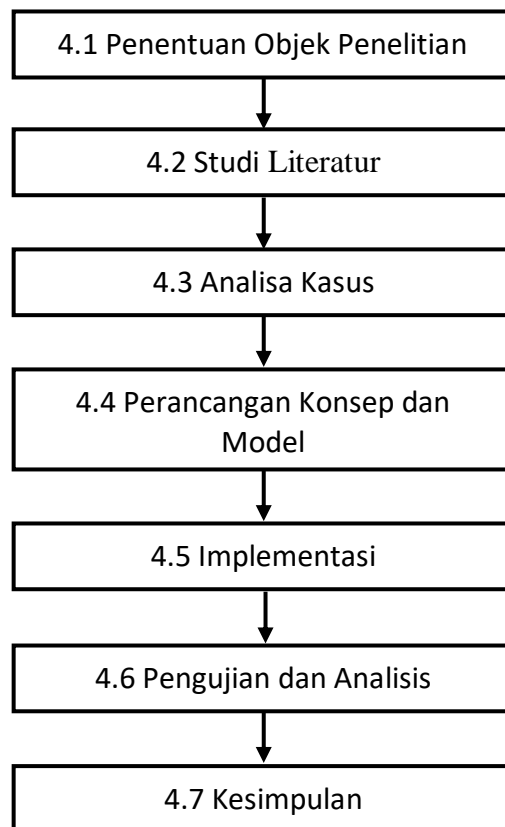 4.1 Penentuan Objek Penelitian
4.2 Studi Literatur
4.3 Analisa Kasus
4.4 Perancangan Konsep dan
Model
4.5 Implementasi
4.6 Pengujian dan Analisis
4.7 Kesimpulan